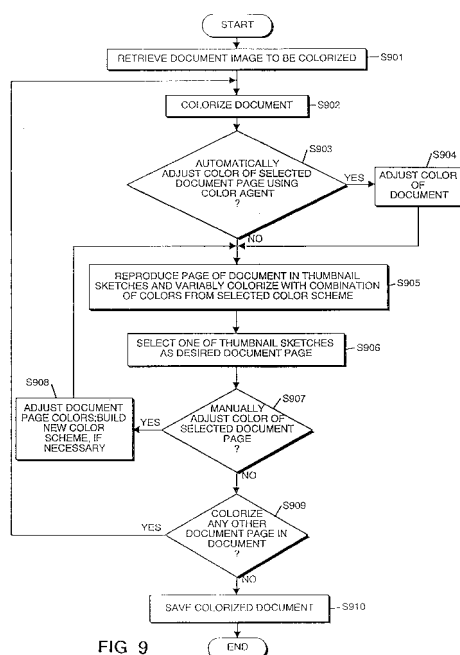 START
RETRIEVE DOCUMENT IMAGE TO BE COLORIZED
S901
COLORIZE DOCUMENT
S902
S903
AUTOMATICALLY
ADJUST COLOR OF SELECTED
DOCUMENT PAGE USING
COLOR AGENT
?
YES
S904
ADJUST COLOR
OF
DOCUMENT
NO
REPRODUCE PAGE OF DOCUMENT IN THUMBNAIL
SKETCHES AND VARIABLY COLORIZE WITH COMBINATION
OF COLORS FROM SELECTED COLOR SCHEME
S905
SELECT ONE OF THUMBNAIL SKETCHES
AS DESIRED DOCUMENT PAGE
S906
S908
ADJUST DOCUMENT
PAGE COLORS;BUILD
NEW COLOR
SCHEME, IF
NECESSARY
YES
S907
MANUALLY
ADJUST COLOR OF
SELECTED DOCUMENT
PAGE
?
NO
S909
YES
COLORIZE
ANY OTHER
DOCUMENT PAGE IN
DOCUMENT
?
NO
SAVE COLORIZED DOCUMENT
S910
FIG 9
END